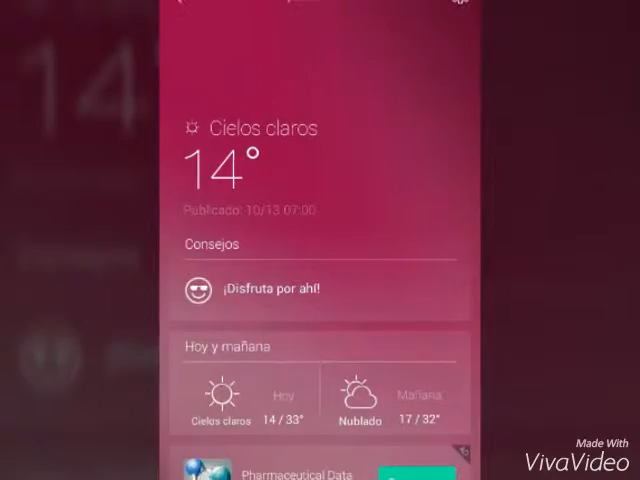 Cielos claros
14°
Publicado: 10/13 07:00
Consejos
¡Disfruta por ahí!
Hoy y mañana
Hoy
Cielos claros 14 / 33°
Mañana
Nublado 17 / 32°
Pharmaceutical Data
Made With
VivaVideo